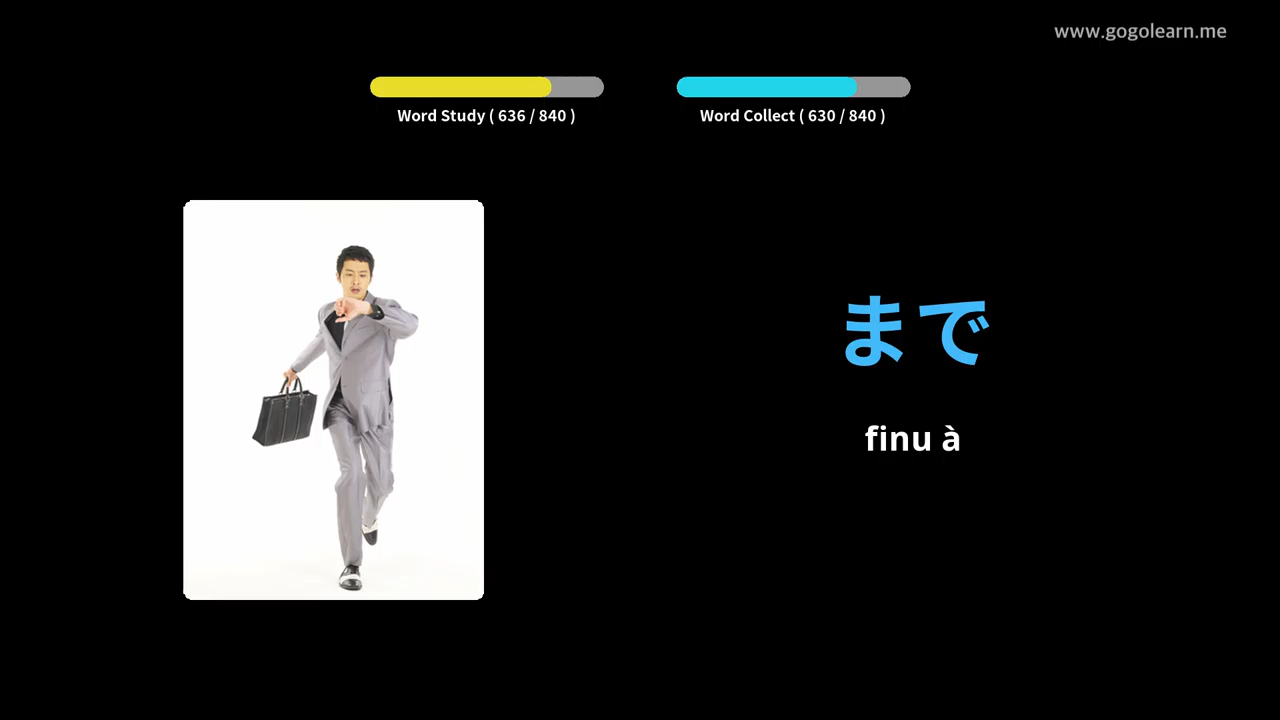 www.gogolearn.me
Word Study ( 636 / 840 )
Word Collect ( 630 / 840 )
まで
finu à